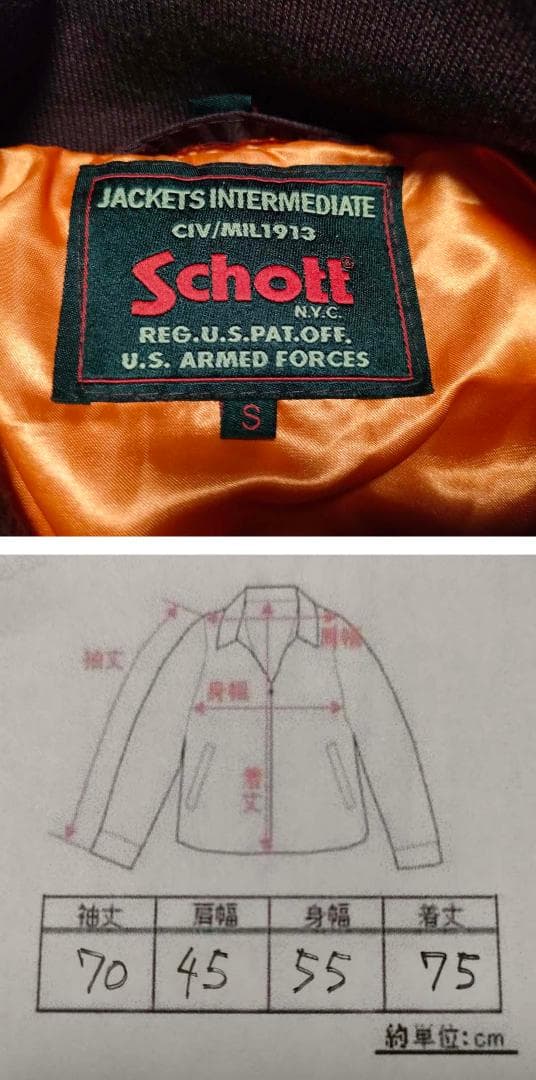 JACKETS INTERMEDIATE
CIV/MIL1913
Schott®
N.Y.C.
REG.U.S.PAT.OFF.
U.S. ARMED FORCES
S
肩幅
袖丈
身幅
着丈
袖丈 肩幅 身幅 着丈
70 45 55 75
約単位:cm